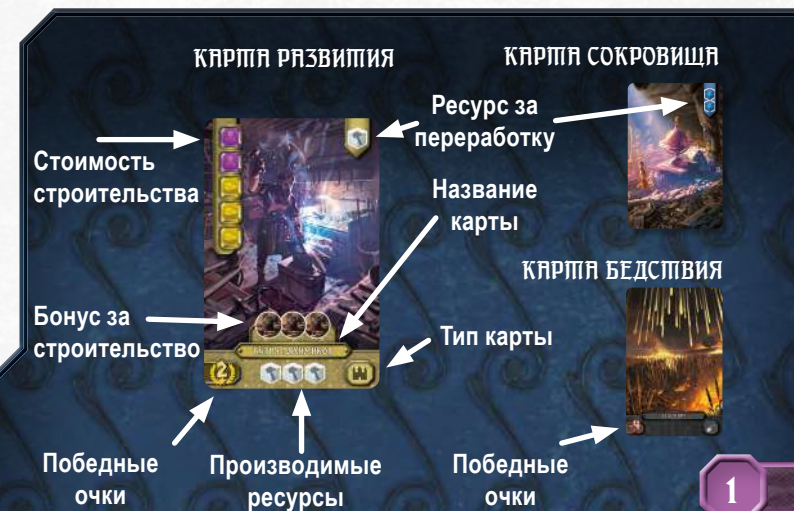 КАРТА РАЗВИТИЯ
КАРТА СОКРОВИЩА
Ресурс за
переработку
Стоимость
строительства
Название
карты
КАРТА БЕДСТВИЯ
Бонус за
строительство
Тип карты
2
Победные
очки
Производимые
ресурсы
Победные
очки
1